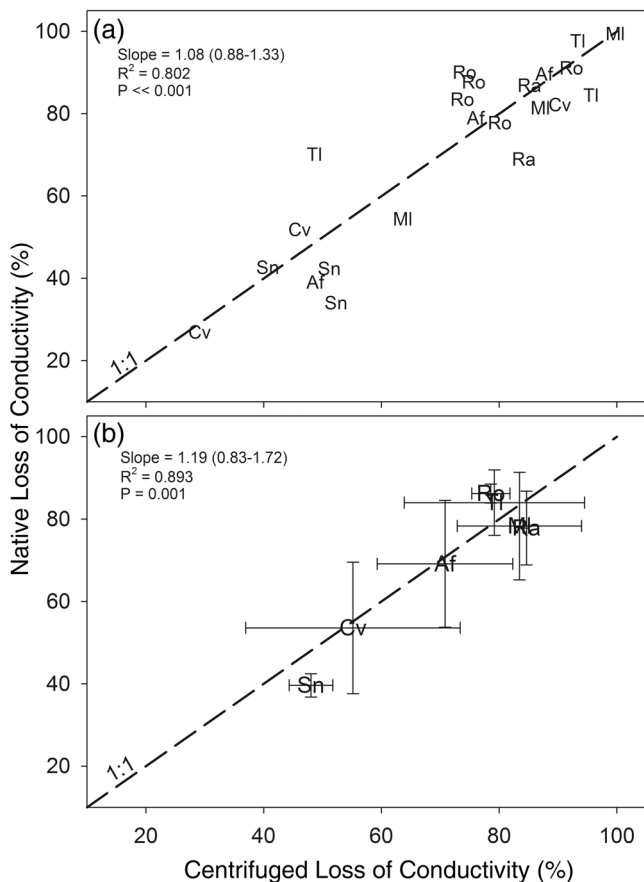 (a)
Slope = 1.08 (0.88-1.33)
R² = 0.802
P << 0.001
100
80
60
40
20
Ml
Tl
Ro
Af
Ro
Ro
Ra
Tl
Ro
Ml
Cv
Af
Ro
Tl
Ra
Ml
Cv
Sn
Sn
Af
Sn
Cv
1:1
Native Loss of Conductivity (%)
(b)
Slope = 1.19 (0.83-1.72)
R² = 0.893
P = 0.001
100
80
60
40
20
Ro
Tl
Ml
Ra
Af
Cv
Sn
1:1
20 40 60 80 100
Centrifuged Loss of Conductivity (%)